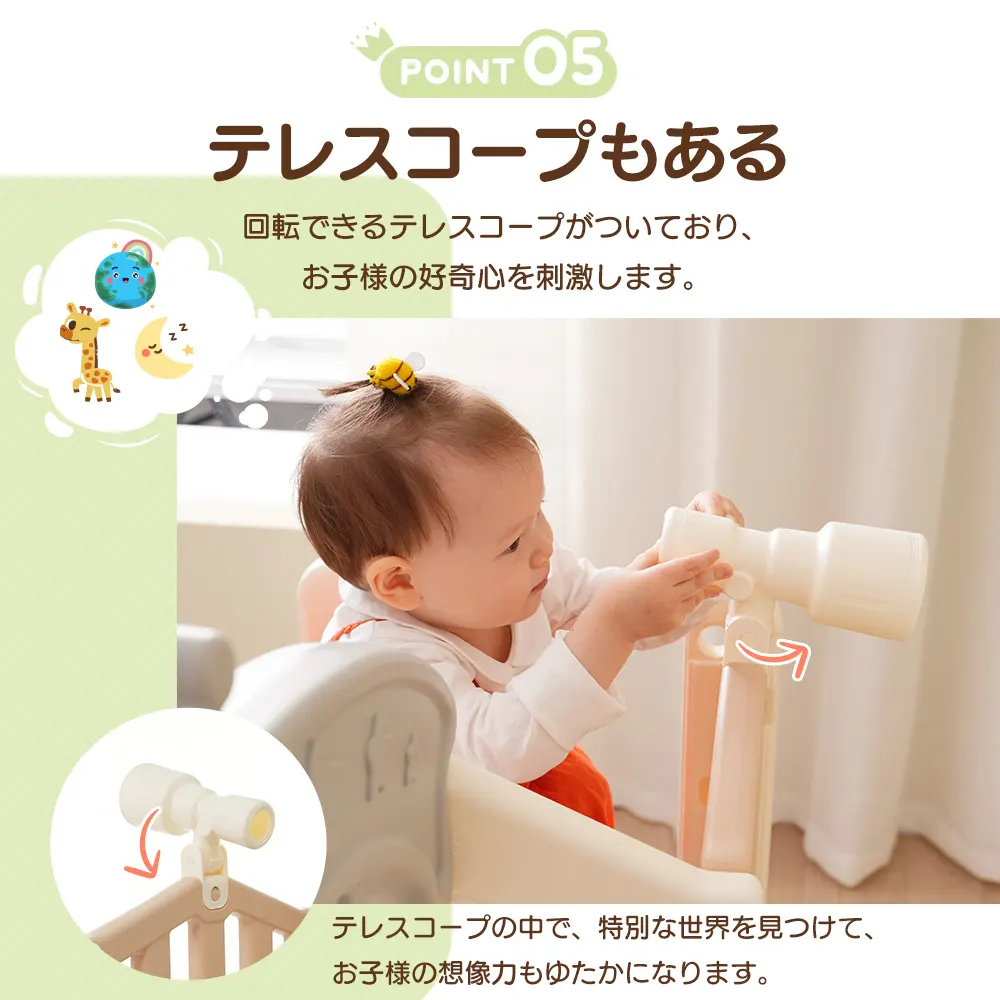 POINT 05
テレスコープもある
回転できるテレスコープがついており、
お子様の好奇心を刺激します。
z z
テレスコープの中で、特別な世界を見つけて、
お子様の想像力もゆたかになります。